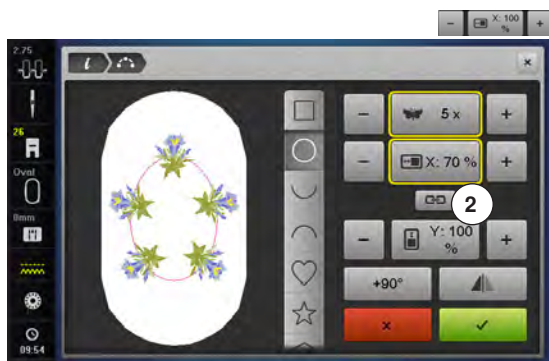 - X: 100 % +
2.75
i
×
26
Oval
0mm
09:54
- 5 x +
- X: 70 % +
2
- Y: 100 % +
+90°
× ✓